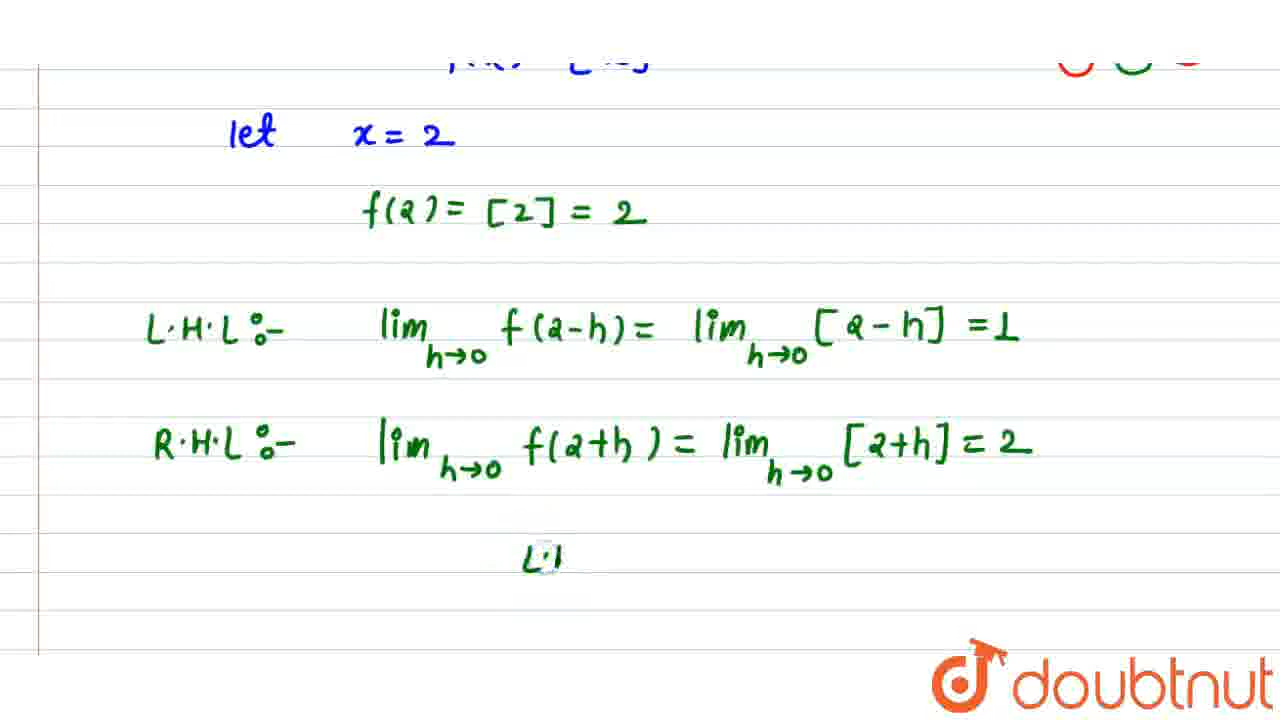 let x = 2
f(2) = [2] = 2
L.H.L :- lim h→0 f(2-h) = lim h→0 [2-h] = 1
R.H.L :- lim h→0 f(2+h) = lim h→0 [2+h] = 2
L.
doubtnut